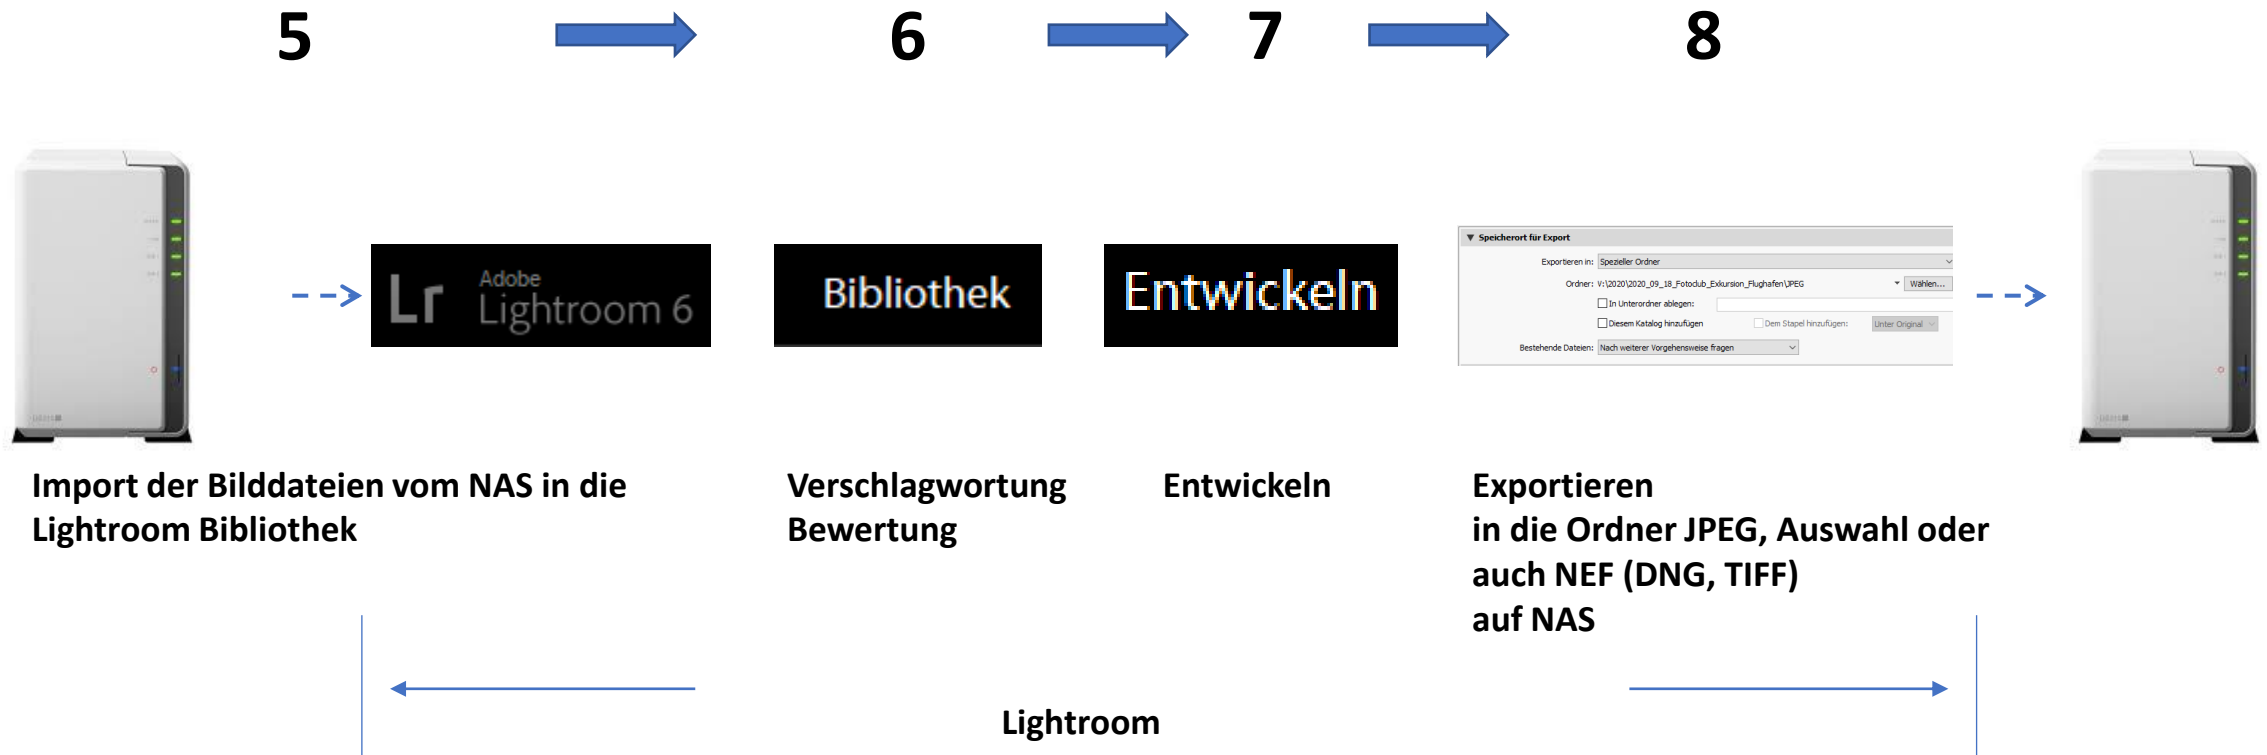 5
6
7
8
Lr
Adobe
Lightroom 6
Bibliothek
Entwickeln
Speicherort für Export
Exportieren in: Spezieller Ordner
Ordner: V:\2020\2020_09_18_Fotoclub_Exkursion_Flughafen\JPEG Wählen...
In Unterordner ablegen:
Diesem Katalog hinzufügen Dem Stapel hinzufügen: Unter Original
Bestehende Dateien: Nach weiterer Vorgehensweise fragen
Import der Bilddateien vom NAS in die
Lightroom Bibliothek
Verschlagwortung
Bewertung
Entwickeln
Exportieren
in die Ordner JPEG, Auswahl oder
auch NEF (DNG, TIFF)
auf NAS
Lightroom